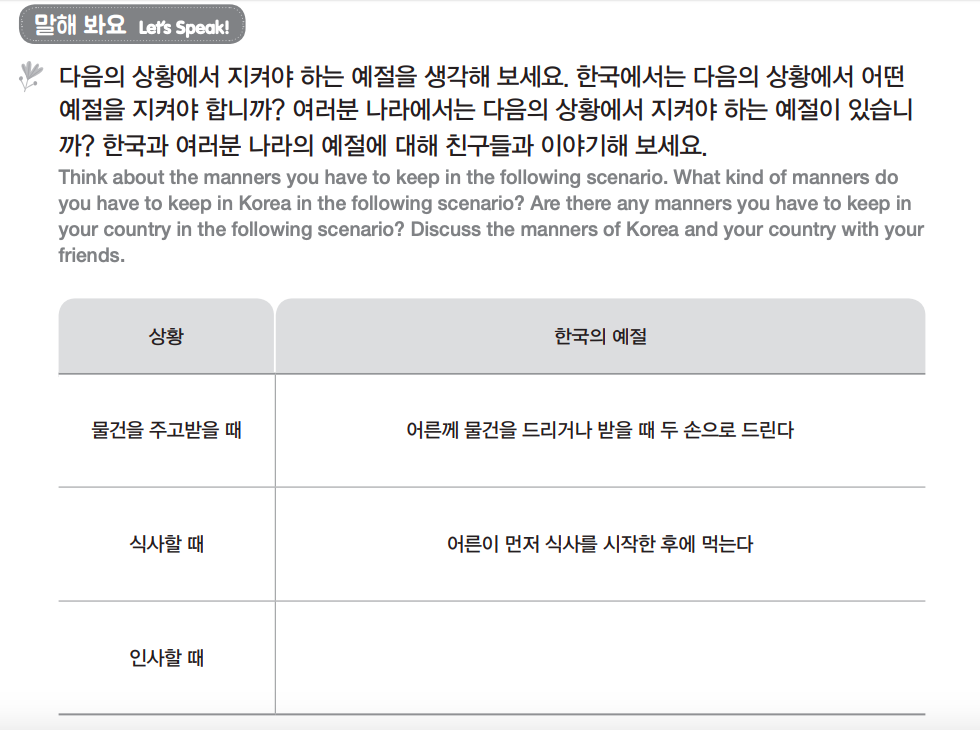 말해 봐요 Let's Speak!
다음의 상황에서 지켜야 하는 예절을 생각해 보세요. 한국에서는 다음의 상황에서 어떤
예절을 지켜야 합니까? 여러분 나라에서는 다음의 상황에서 지켜야 하는 예절이 있습니
까? 한국과 여러분 나라의 예절에 대해 친구들과 이야기해 보세요.
Think about the manners you have to keep in the following scenario. What kind of manners do
you have to keep in Korea in the following scenario? Are there any manners you have to keep in
your country in the following scenario? Discuss the manners of Korea and your country with your
friends.
상황 한국의 예절
물건을 주고받을 때 어른께 물건을 드리거나 받을 때 두 손으로 드린다
식사할 때 어른이 먼저 식사를 시작한 후에 먹는다
인사할 때